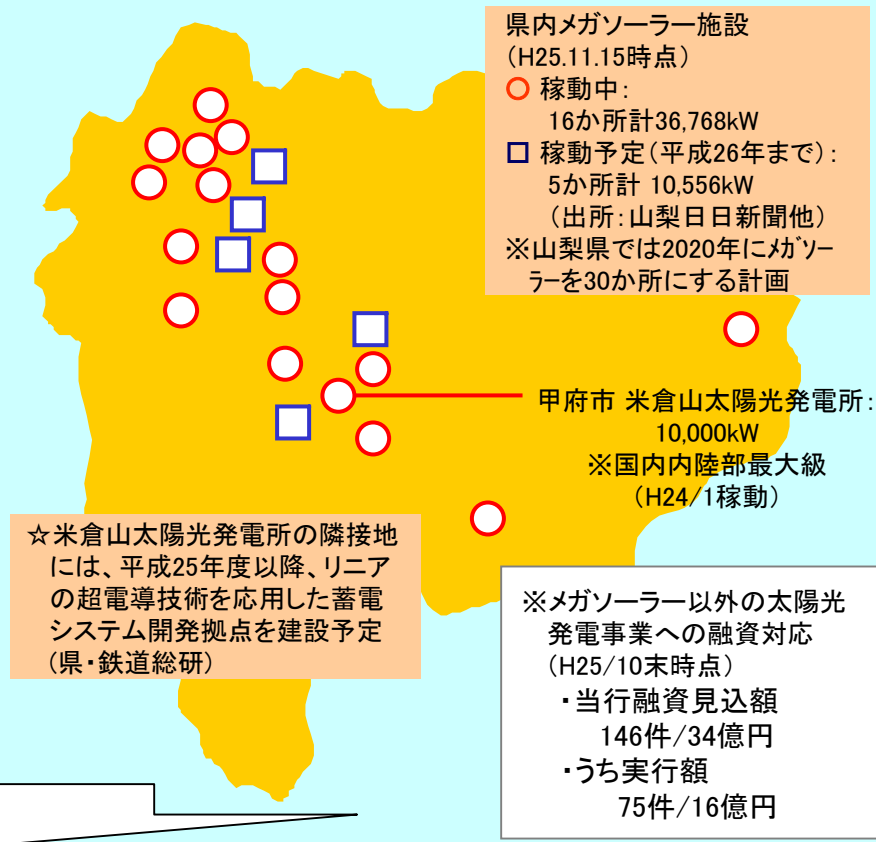 県内メガソーラー施設
(H25.11.15時点)
稼動中:
16か所計36,768kW
稼動予定(平成26年まで):
5か所計 10,556kW
(出所:山梨日日新聞他)
※山梨県では2020年にﾒｶﾞｿｰ
ﾗｰを30か所にする計画
甲府市 米倉山太陽光発電所:
10,000kW
※国内内陸部最大級
(H24/1稼動)
☆米倉山太陽光発電所の隣接地
には、平成25年度以降、リニア
の超電導技術を応用した蓄電
システム開発拠点を建設予定
(県・鉄道総研)
※メガソーラー以外の太陽光
発電事業への融資対応
(H25/10末時点)
・当行融資見込額
146件/34億円
・うち実行額
75件/16億円